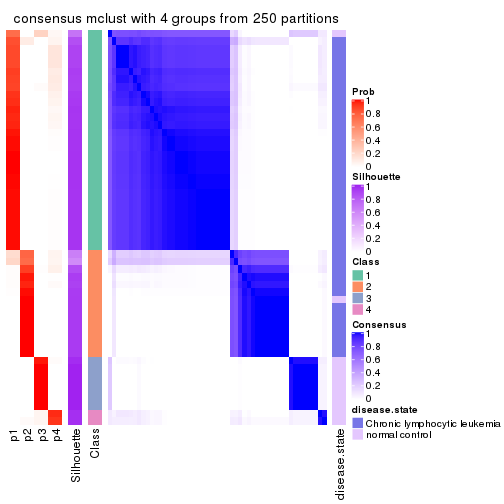 consensus mclust with 4 groups from 250 partitions
Prob
1
0.8
0.6
0.4
0.2
0
Silhouette
1
0.8
0.6
0.4
0.2
0
Class
1
2
3
4
Consensus
1
0.8
0.6
0.4
0.2
0
disease.state
Chronic lymphocytic leukemia
normal control
p1
p2
p3
p4
Silhouette
Class
disease.state